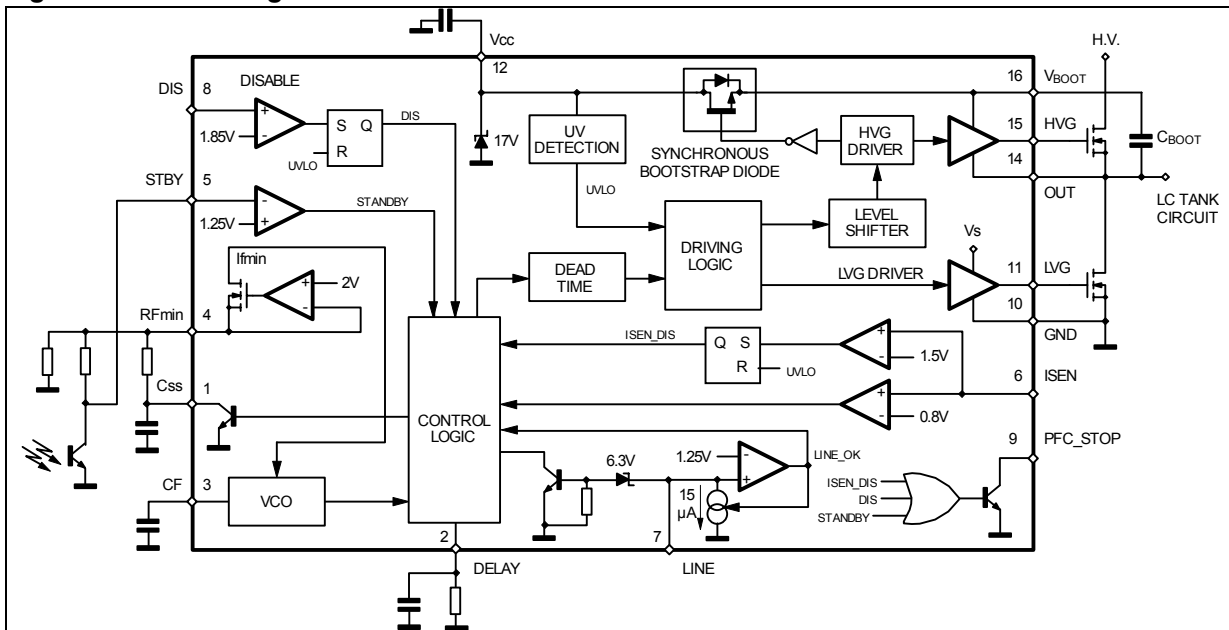 Vcc
H.V.
12
DIS
8
DISABLE
16
VBOOT
DIS
S Q
R
1.85V
17V
UV
DETECTION
SYNCHRONOUS
BOOTSTRAP DIODE
HVG
DRIVER
15
HVG
CBOOT
14
OUT
UVLO
UVLO
LC TANK
CIRCUIT
STBY
5
STANDBY
1.25V
LEVEL
SHIFTER
DRIVING
LOGIC
Vs
Ifmin
2V
DEAD
TIME
LVG DRIVER
11
LVG
10
GND
RFmin
4
ISEN_DIS
Q S
R
UVLO
1.5V
6
ISEN
Css
1
CONTROL
LOGIC
0.8V
9
PFC_STOP
6.3V
1.25V
LINE_OK
ISEN_DIS
DIS
STANDBY
CF
3
VCO
15
µA
2
DELAY
7
LINE